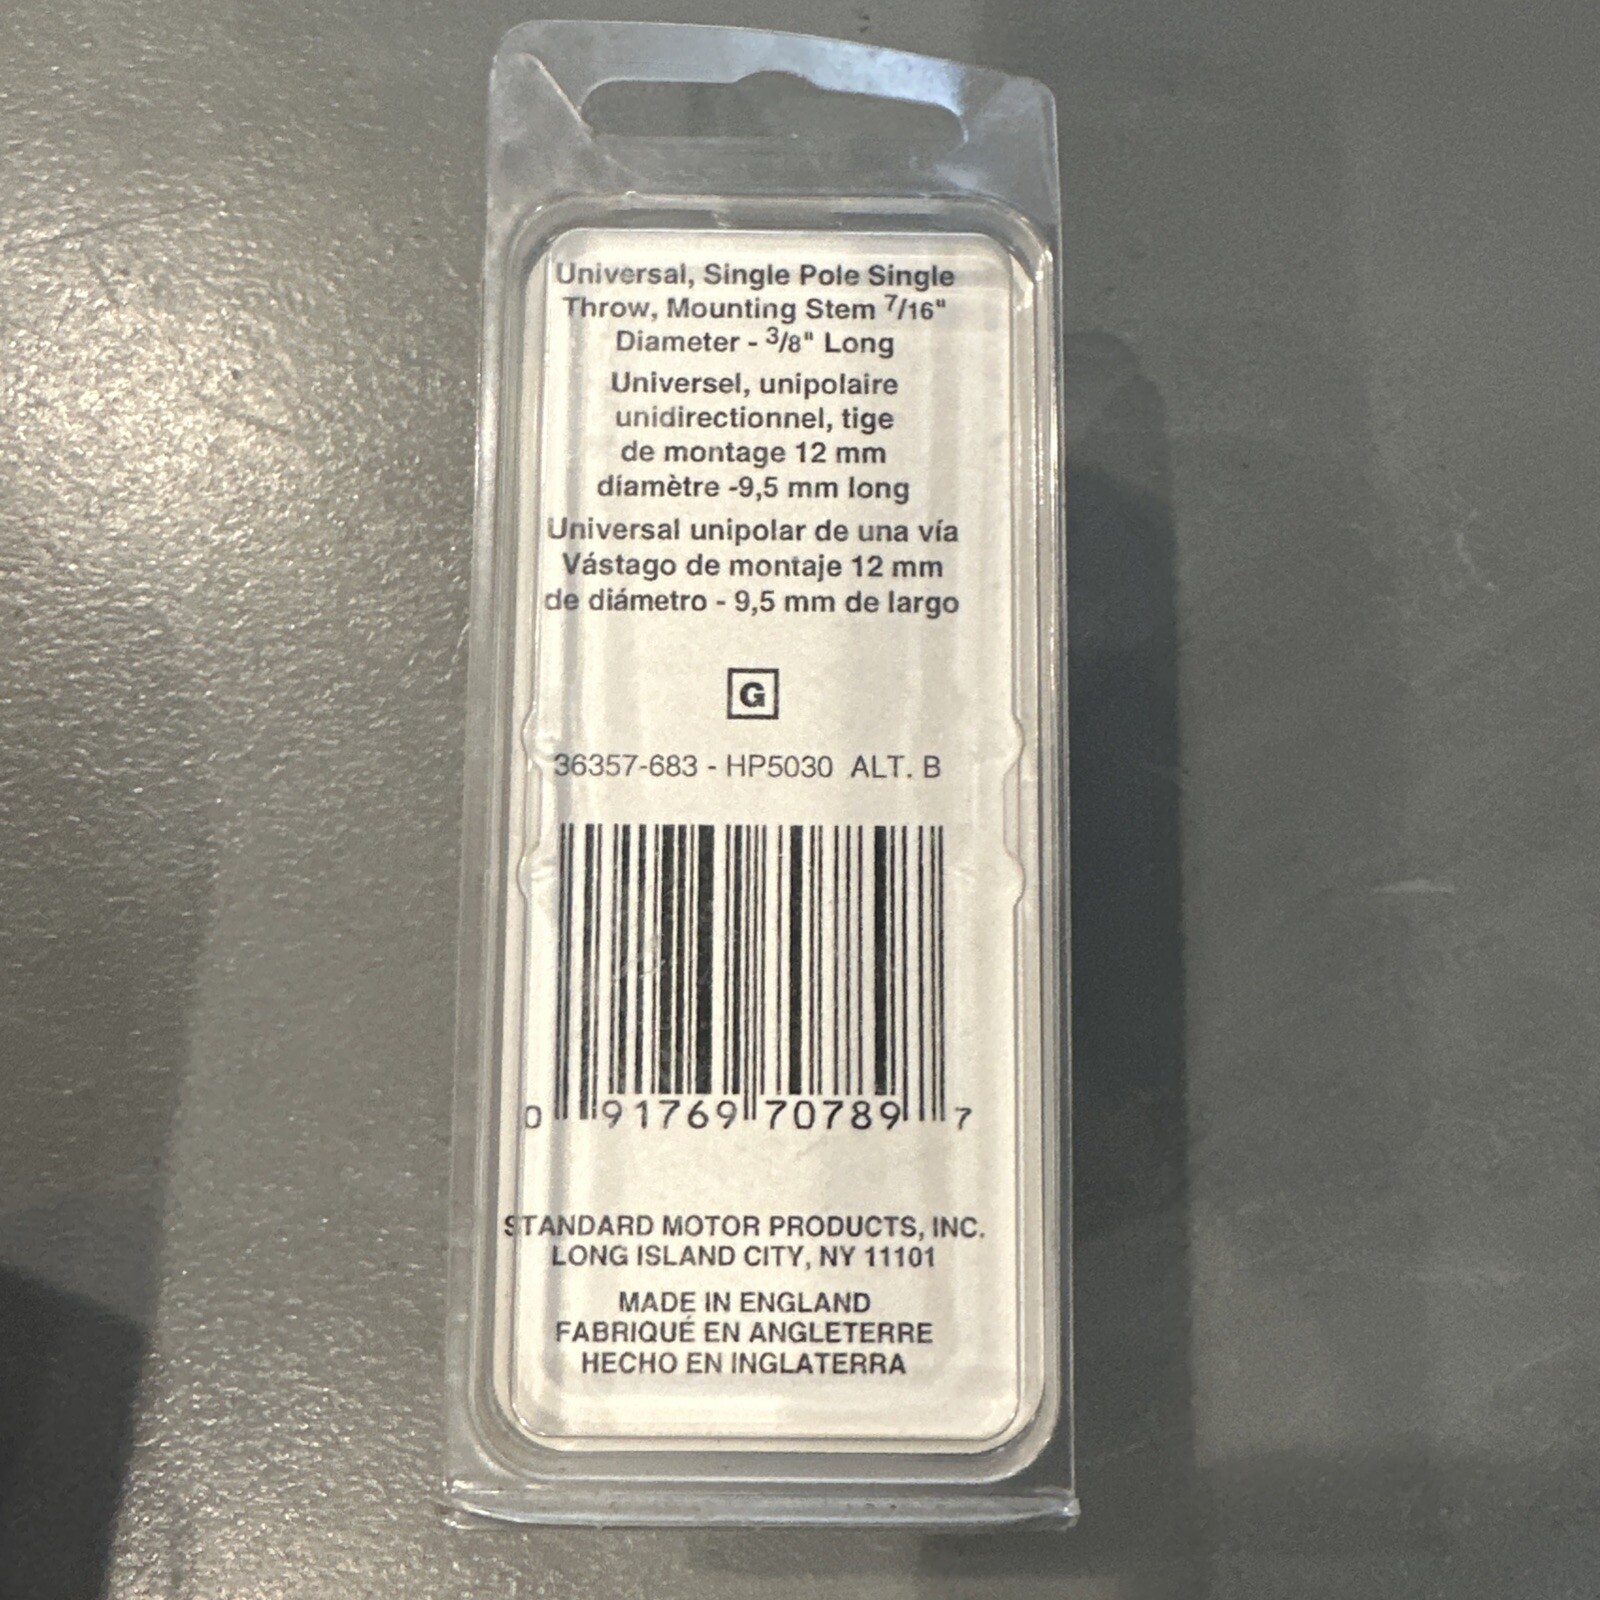 Universal, Single Pole Single
Throw, Mounting Stem 7/16"
Diameter - 3/8" Long
Universel, unipolaire
unidirectionnel, tige
de montage 12 mm
diamètre -9,5 mm long
Universal unipolar de una vía
Vástago de montaje 12 mm
de diámetro - 9,5 mm de largo
G
36357-683 - HP5030 ALT. B
0 91769 70789 7
STANDARD MOTOR PRODUCTS, INC.
LONG ISLAND CITY, NY 11101
MADE IN ENGLAND
FABRIQUÉ EN ANGLETERRE
HECHO EN INGLATERRA